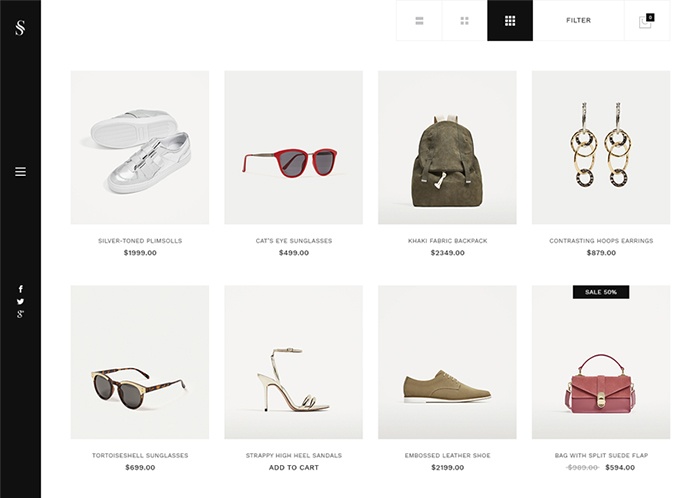 FILTER
0
SILVER-TONED PLIMSOLLS
$1999.00
CAT'S EYE SUNGLASSES
$499.00
KHAKI FABRIC BACKPACK
$2349.00
CONTRASTING HOOPS EARRINGS
$879.00
SALE 50%
TORTOISESHELL SUNGLASSES
$699.00
STRAPPY HIGH HEEL SANDALS
ADD TO CART
EMBOSSED LEATHER SHOE
$2199.00
BAG WITH SPLIT SUEDE FLAP
$989.00 $594.00